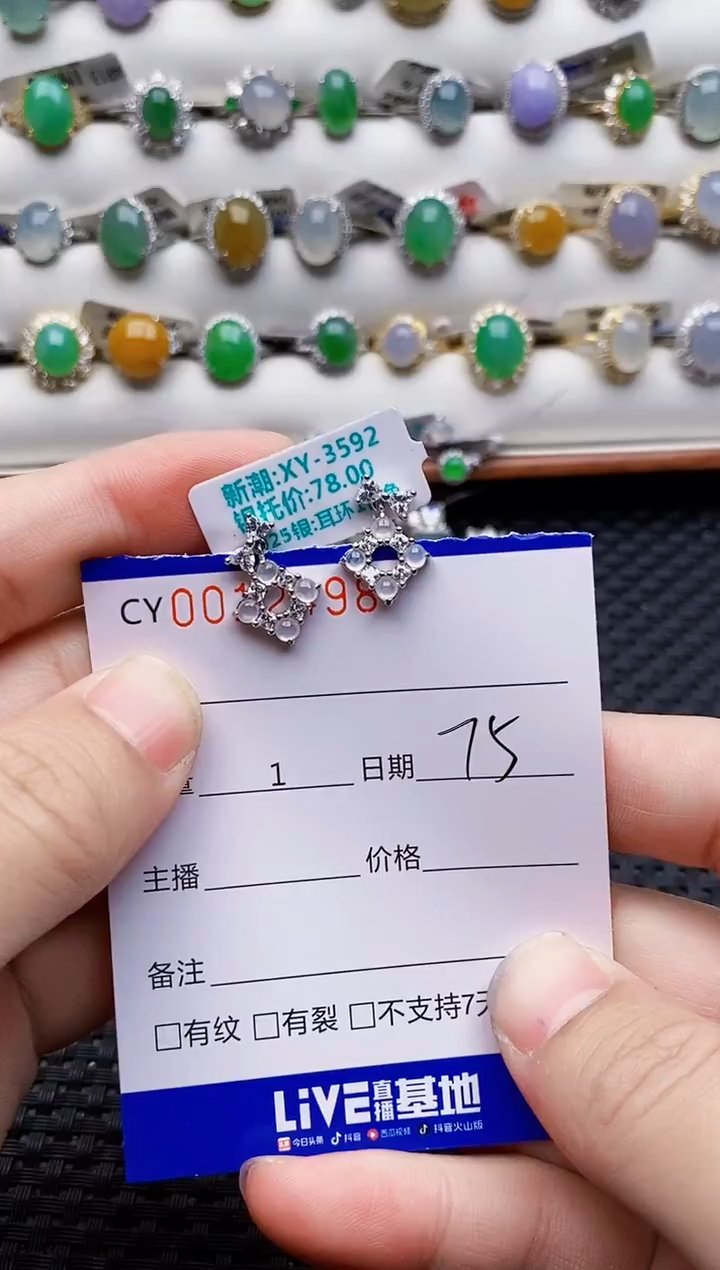 新潮:XY-3592
银托价:78.00
25银:耳环
CY00 98
1 日期 75
主播 价格
备注
□有纹 □有裂 □不支持7天
LiVE直播基地
今日头条 抖音 西瓜视频 抖音火山版